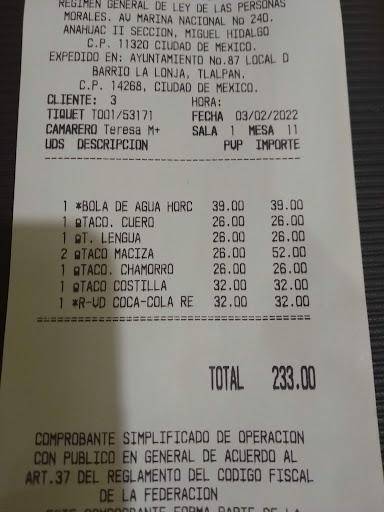 REGIMEN GENERAL DE LEY DE LAS PERSONAS
MORALES. AV MARINA NACIONAL No 240.
ANAHUAC II SECCION, MIGUEL HIDALGO
C.P. 11320 CIUDAD DE MEXICO.
EXPEDIDO EN: AYUNTAMIENTO No.87 LOCAL D
BARRIO LA LONJA, TLALPAN.
C.P. 14268, CIUDAD DE MEXICO.
CLIENTE: 3 HORA:
TIQUET T001/53171 FECHA 03/02/2022
CAMARERO Teresa M+ SALA 1 MESA 11
UDS DESCRIPCION PVP IMPORTE
1 *BOLA DE AGUA HORC 39.00 39.00
1 TACO. CUERO 26.00 26.00
1 T. LENGUA 26.00 26.00
2 TACO MACIZA 26.00 52.00
1 TACO. CHAMORRO 26.00 26.00
1 TACO COSTILLA 32.00 32.00
1 *R-VD COCA-COLA RE 32.00 32.00
TOTAL 233.00
COMPROBANTE SIMPLIFICADO DE OPERACION
CON PUBLICO EN GENERAL DE ACUERDO AL
ART.37 DEL REGLAMENTO DEL CODIGO FISCAL
DE LA FEDERACION
ESTE COMPROBANTE FORMA PARTE DE LA